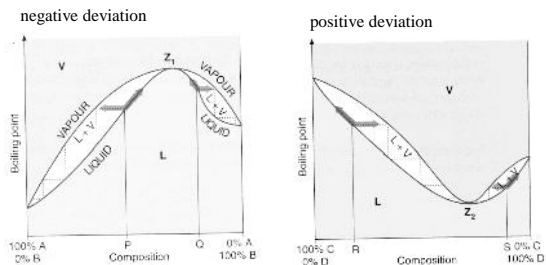 negative deviation
Z1
V
VAPOUR
VAPOUR
L + V
L + V
LIQUID
LIQUID
L
Boiling point
P
Q
100% A
0% B
Composition
0% A
100% B
positive deviation
V
L + V
L + V
L
Z2
Boiling point
R
S
100% C
0% D
Composition
0% C
100% D